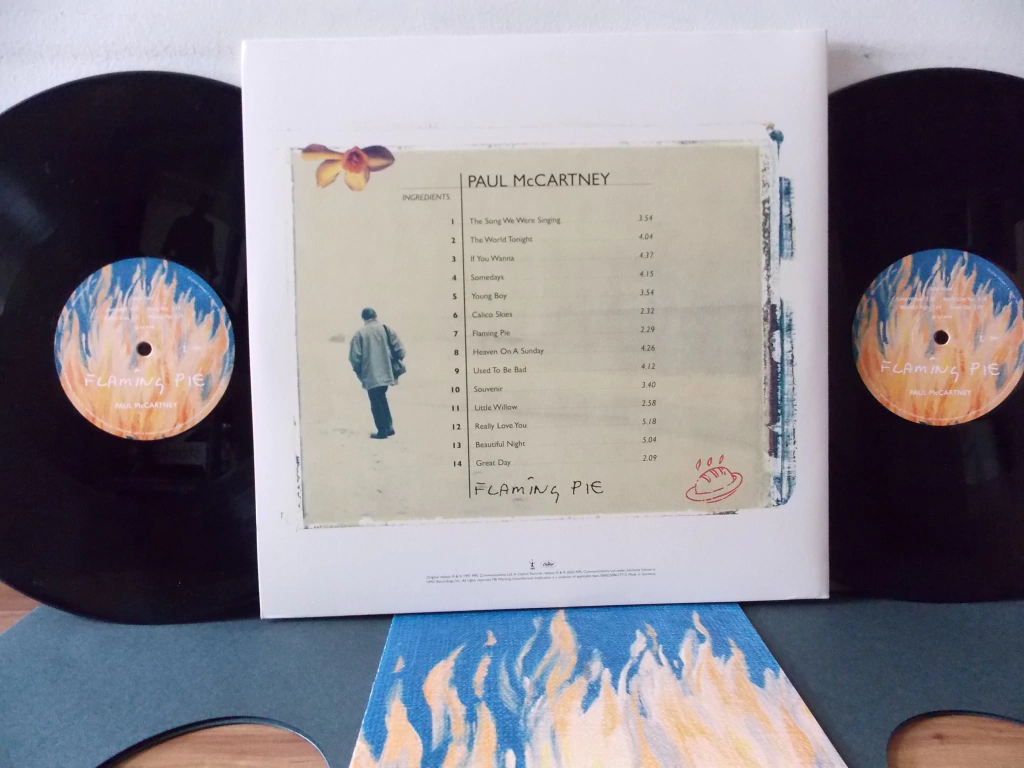 PAUL McCARTNEY
INGREDIENTS:
1 The Song We Were Singing 3.54
2 The World Tonight 4.04
3 If You Wanna 4.37
4 Somedays 4.15
5 Young Boy 3.54
6 Calico Skies 2.32
7 Flaming Pie 2.29
8 Heaven On A Sunday 4.26
9 Used To Be Bad 4.12
10 Souvenir 3.40
11 Little Willow 2.58
12 Really Love You 5.18
13 Beautiful Night 5.04
14 Great Day 2.09
FLAMING PIE
FLAMING PIE
PAUL McCARTNEY
FLAMING PIE
PAUL McCARTNEY